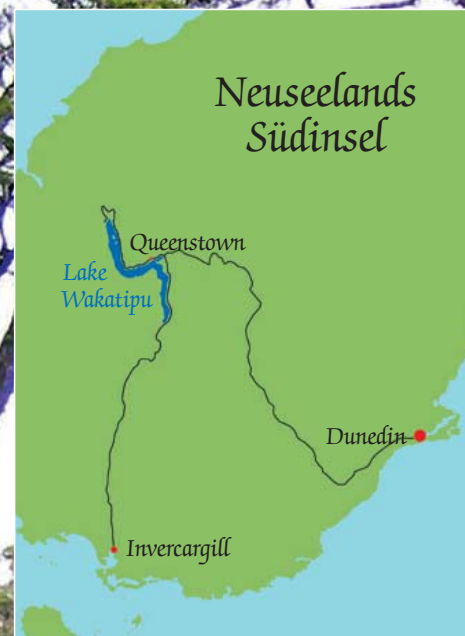 Neuseelands
Südinsel
Queenstown
Lake
Wakatipu
Dunedin
Invercargill